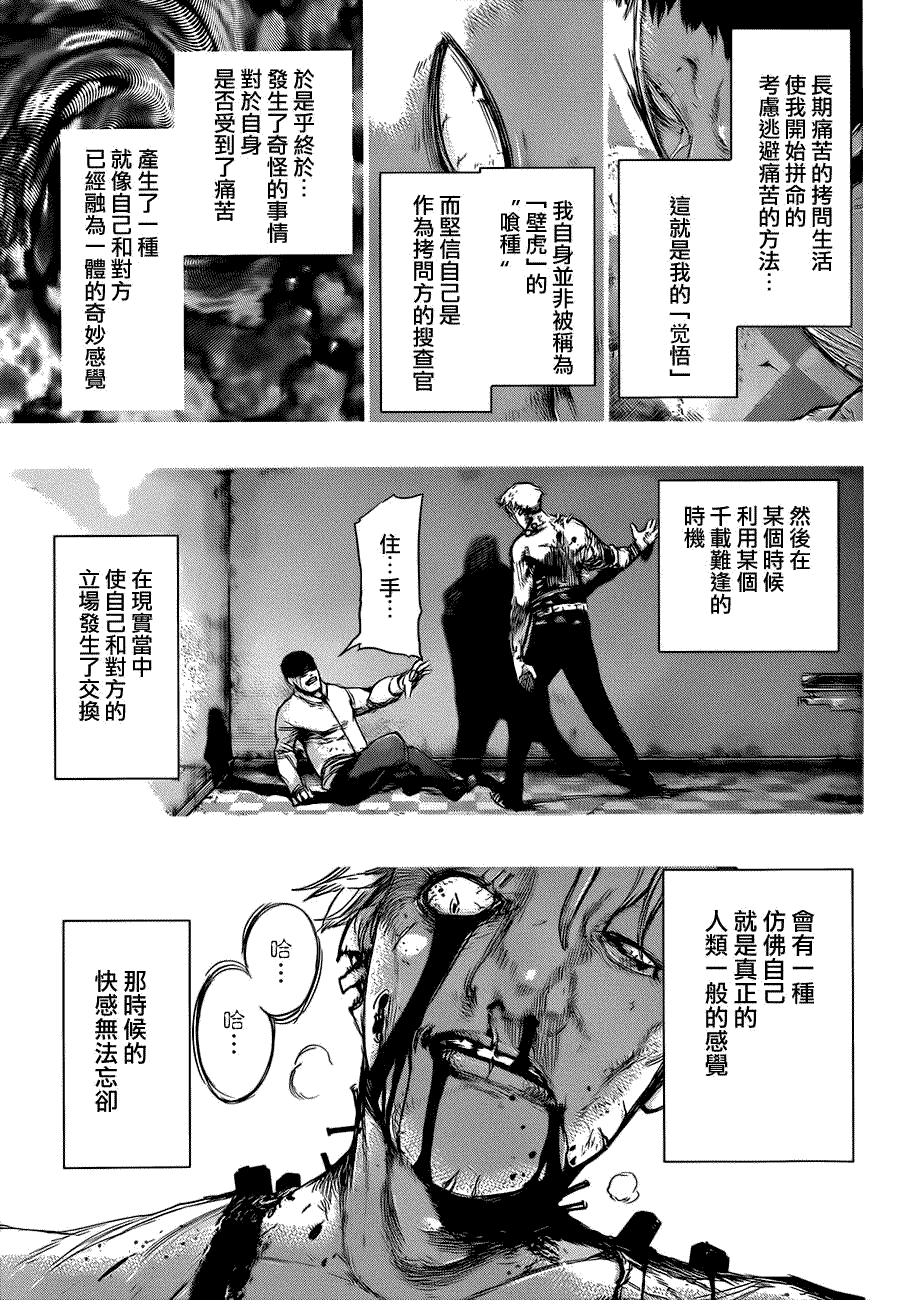 長期痛苦的拷問生活
使我開始拼命的
考慮逃避痛苦的方法…
這就是我的「觉悟」
我自身並非被稱為
「壁虎」的
“喰種“
而堅信自己是
作為拷問方的搜查官
於是乎終於…
發生了奇怪的事情
對於自身
是否受到了痛苦
產生了一種
就像自己和對方
已經融為一體的奇妙感覺
然後在
某個時候
利用某個
千載難逢的
時機
住…手…
在現實當中
使自己和對方的
立場發生了交換
會有一種
仿佛自己
就是真正的
人類一般的感覺
哈…
哈…
那時候的
快感無法忘卻